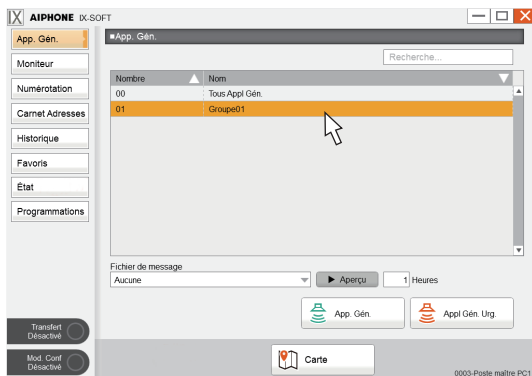 IX AIPHONE IX-SOFT
App. Gén.
Moniteur
Numérotation
Carnet Adresses
Historique
Favoris
État
Programmations
Transfert
Désactivé
Mod. Conf
Désactivé
■App. Gén.
Recherche...
Nombre Nom
00 Tous Appl Gén.
01 Groupe01
Fichier de message
Aucune Aperçu 1 Heures
App. Gén. Appl Gén. Urg.
Carte
0003-Poste maître PC1